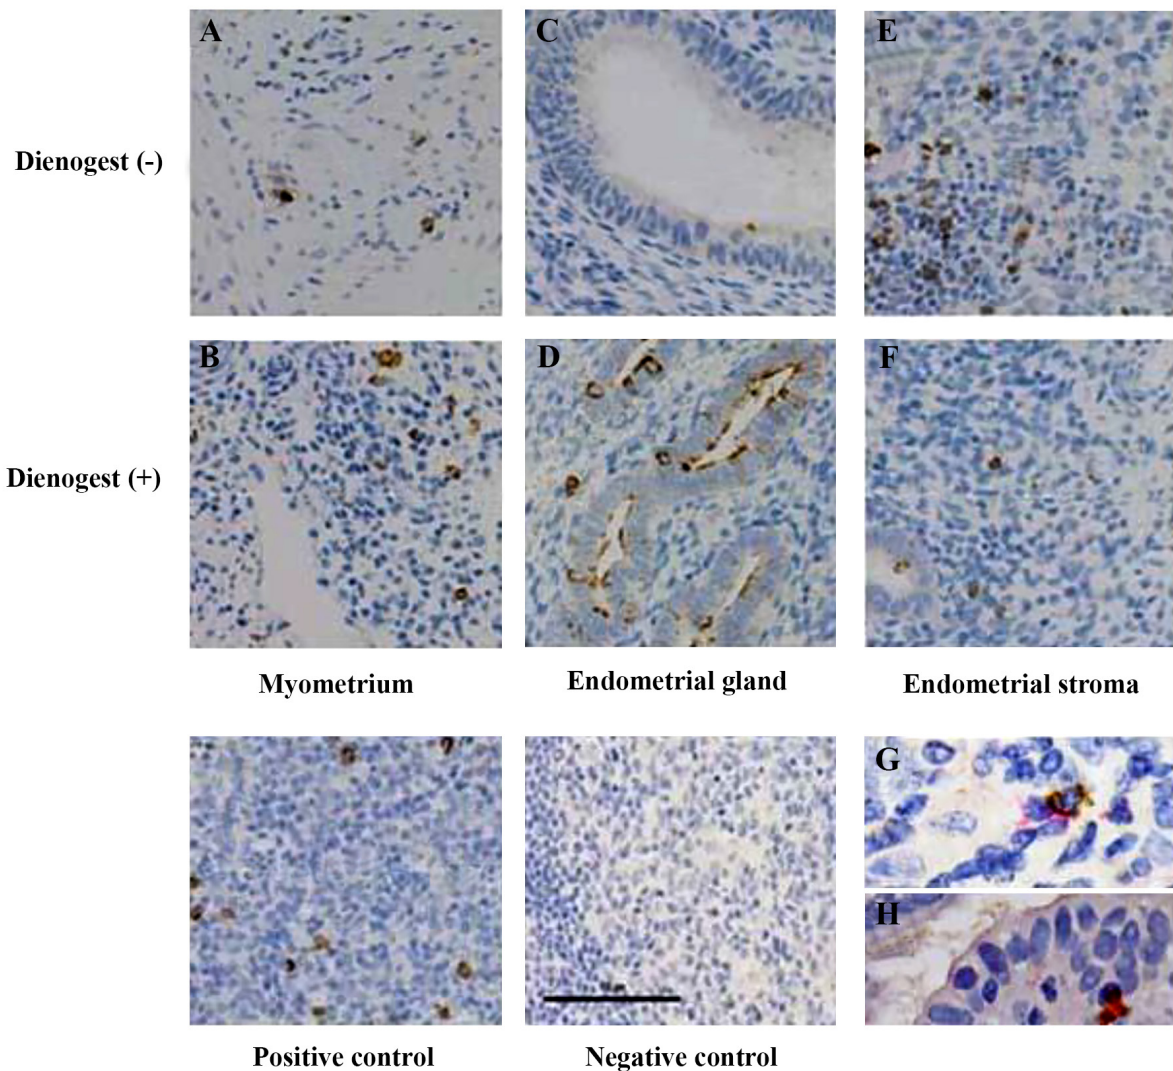 A
C
E
Dienogest (-)
B
D
F
Dienogest (+)
Myometrium
Endometrial gland
Endometrial stroma
G
H
Positive control
Negative control